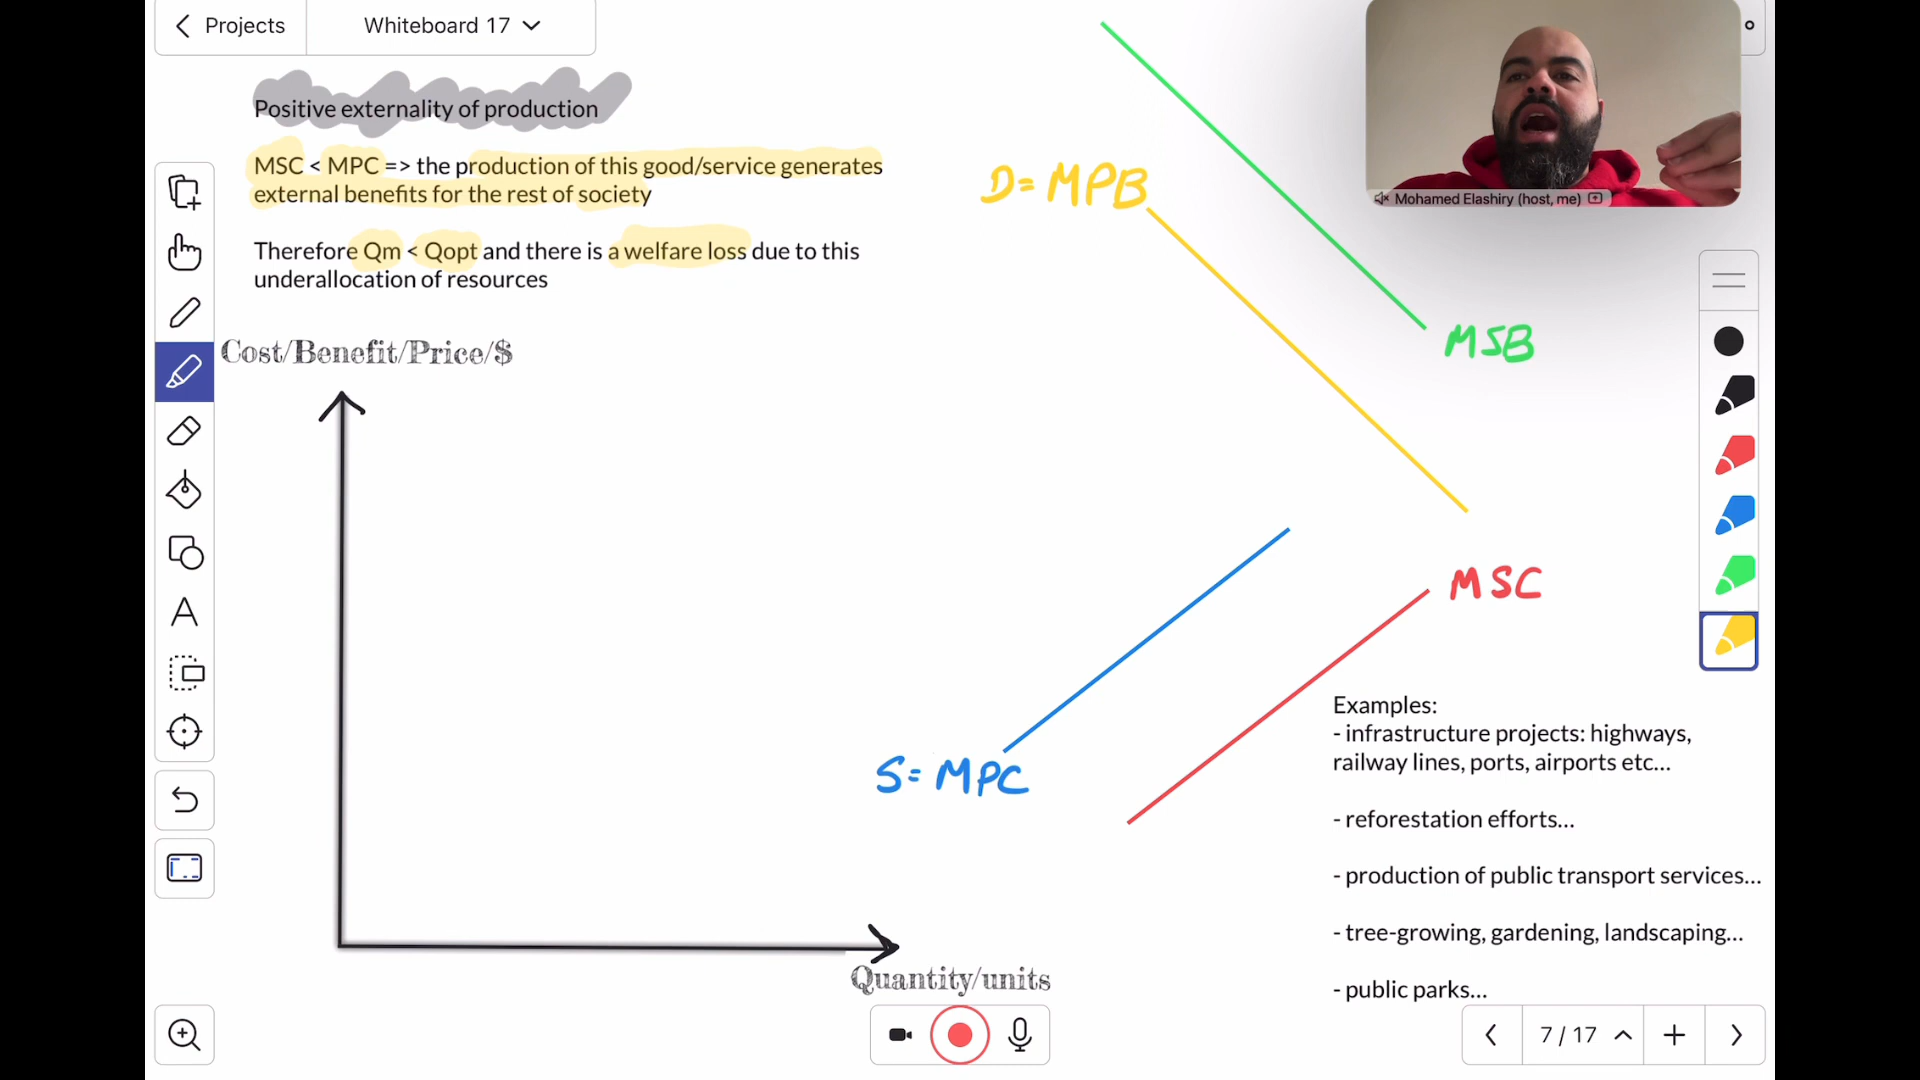 Projects
Whiteboard 17
Positive externality of production
MSC < MPC => the production of this good/service generates
external benefits for the rest of society
Therefore Qm < Qopt and there is a welfare loss due to this
underallocation of resources
Cost/Benefit/Price/$
D = MPB
MSB
Mohamed Elashiry (host, me)
A
MSC
S = MPC
Quantity/units
Examples:
- infrastructure projects: highways,
railway lines, ports, airports etc...
- reforestation efforts...
- production of public transport services...
- tree-growing, gardening, landscaping...
- public parks...
7 / 17